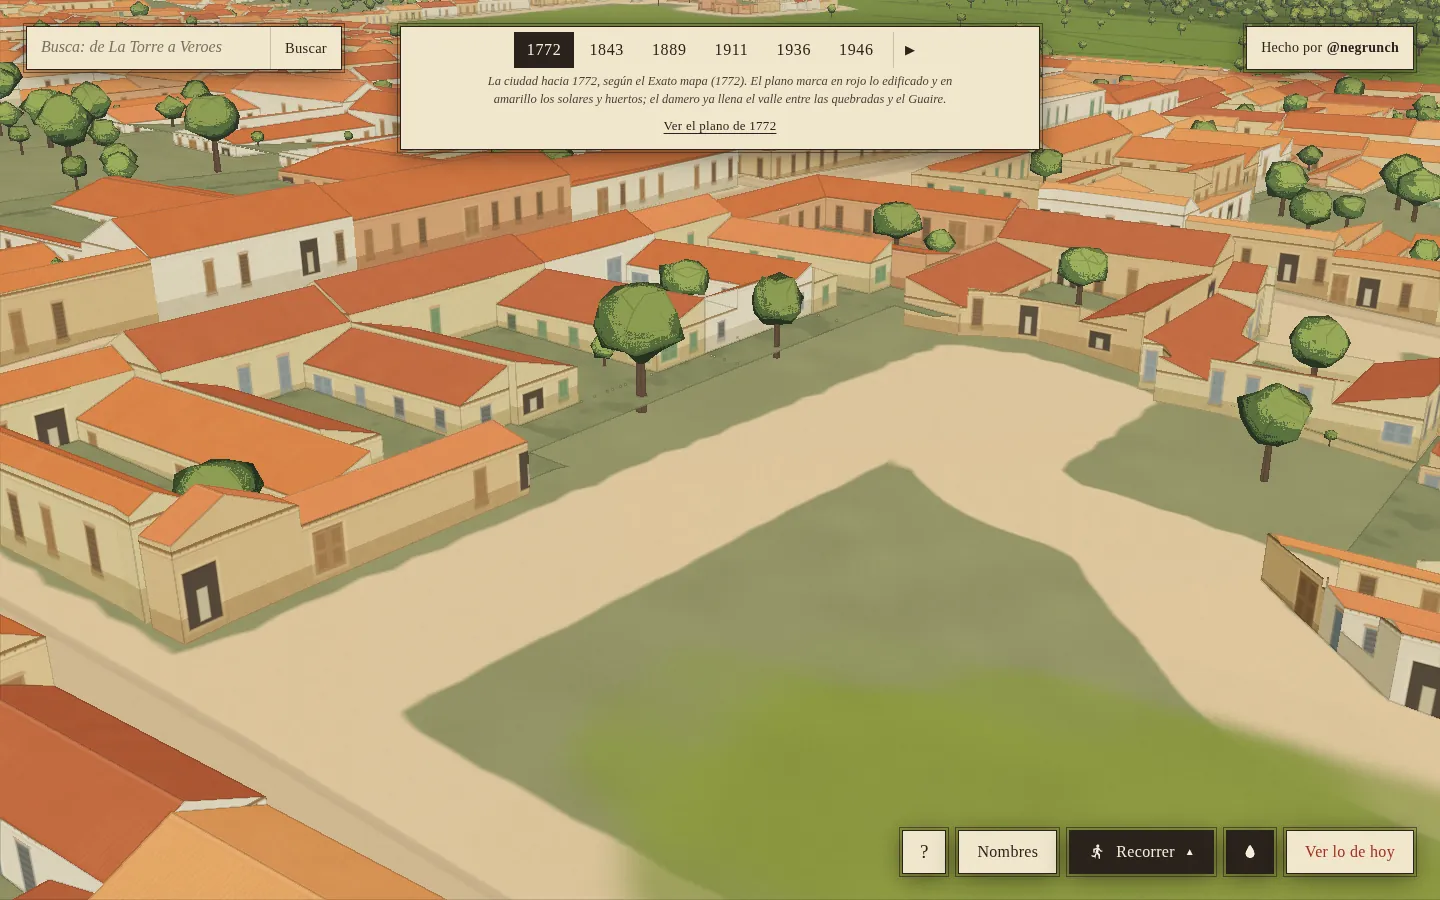 Busca: de La Torre a Veroes
Buscar
1772 1843 1889 1911 1936 1946
La ciudad hacia 1772, según el Exato mapa (1772). El plano marca en rojo lo edificado y en
amarillo los solares y huertos; el damero ya llena el valle entre las quebradas y el Guaire.
Ver el plano de 1772
Hecho por @negrunch
?
Nombres
Recorrer
Ver lo de hoy